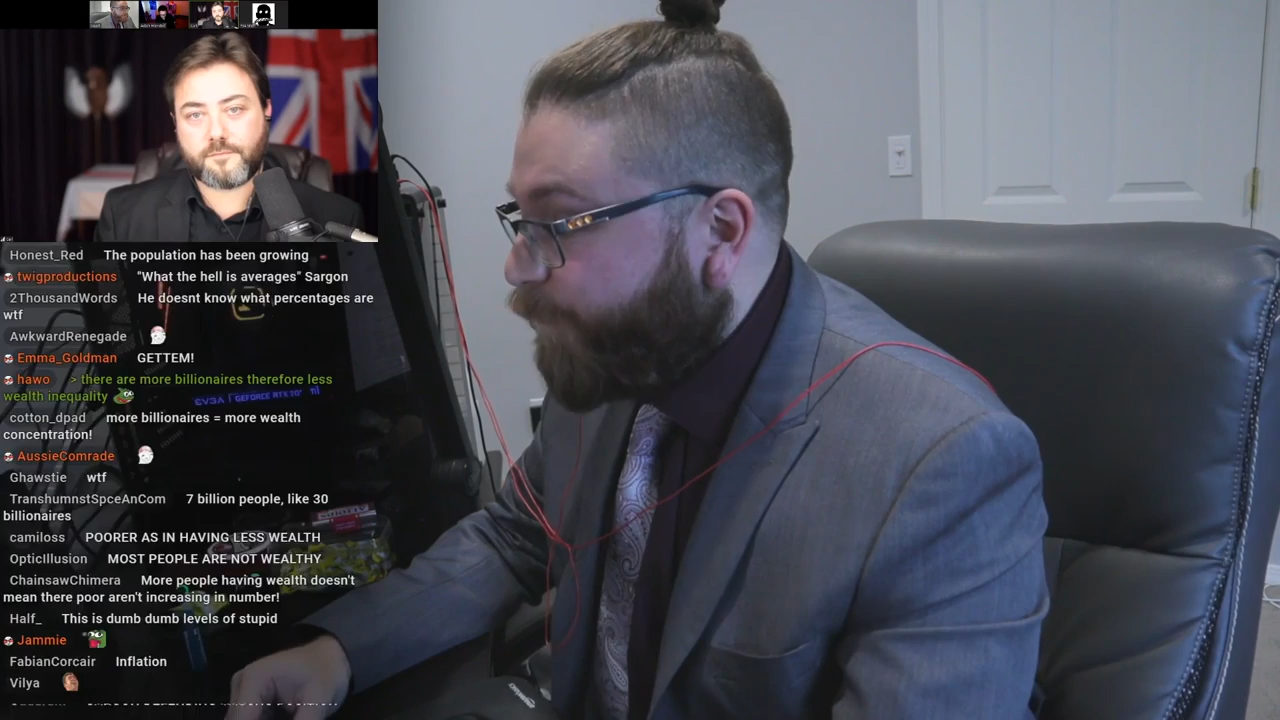 Honest_Red The population has been growing
twigproductions "What the hell is averages" Sargon
2ThousandWords He doesnt know what percentages are
wtf
AwkwardRenegade
Emma_Goldman GETTEM!
hawo > there are more billionaires therefore less
wealth inequality
EVGA | GEFORCE RTX
cotton_dpad more billionaires = more wealth
concentration!
AussieComrade
Ghawstie wtf
TranshumnstSpceAnCom 7 billion people, like 30
billionaires
camiloss POORER AS IN HAVING LESS WEALTH
OpticIllusion MOST PEOPLE ARE NOT WEALTHY
ChainsawChimera More people having wealth doesn't
mean there poor aren't increasing in number!
Half_ This is dumb dumb levels of stupid
Jammie
FabianCorcair Inflation
Vilya